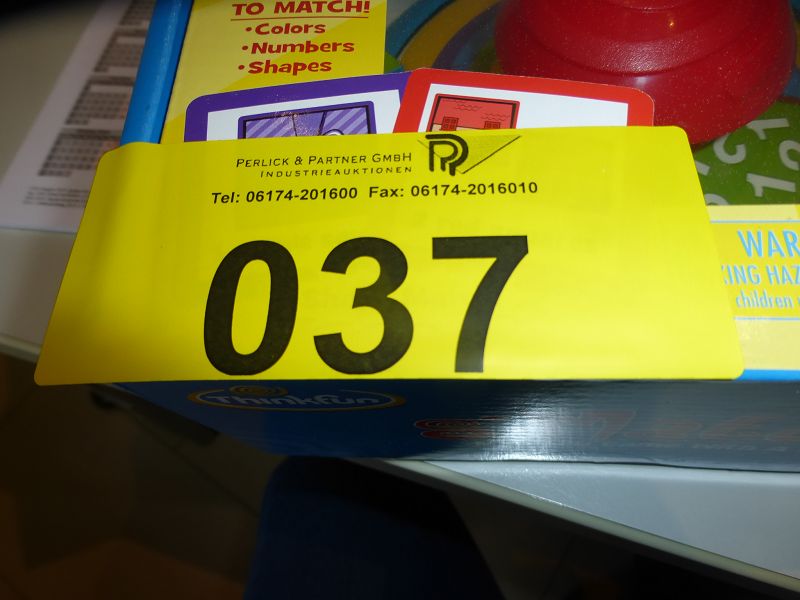 TO MATCH!
•Colors
•Numbers
•Shapes
PERLICK & PARTNER GMBH
INDUSTRIEAUKTIONEN
Tel: 06174-201600 Fax: 06174-2016010
037
WAR
KING HAZ
children
Thinkfun